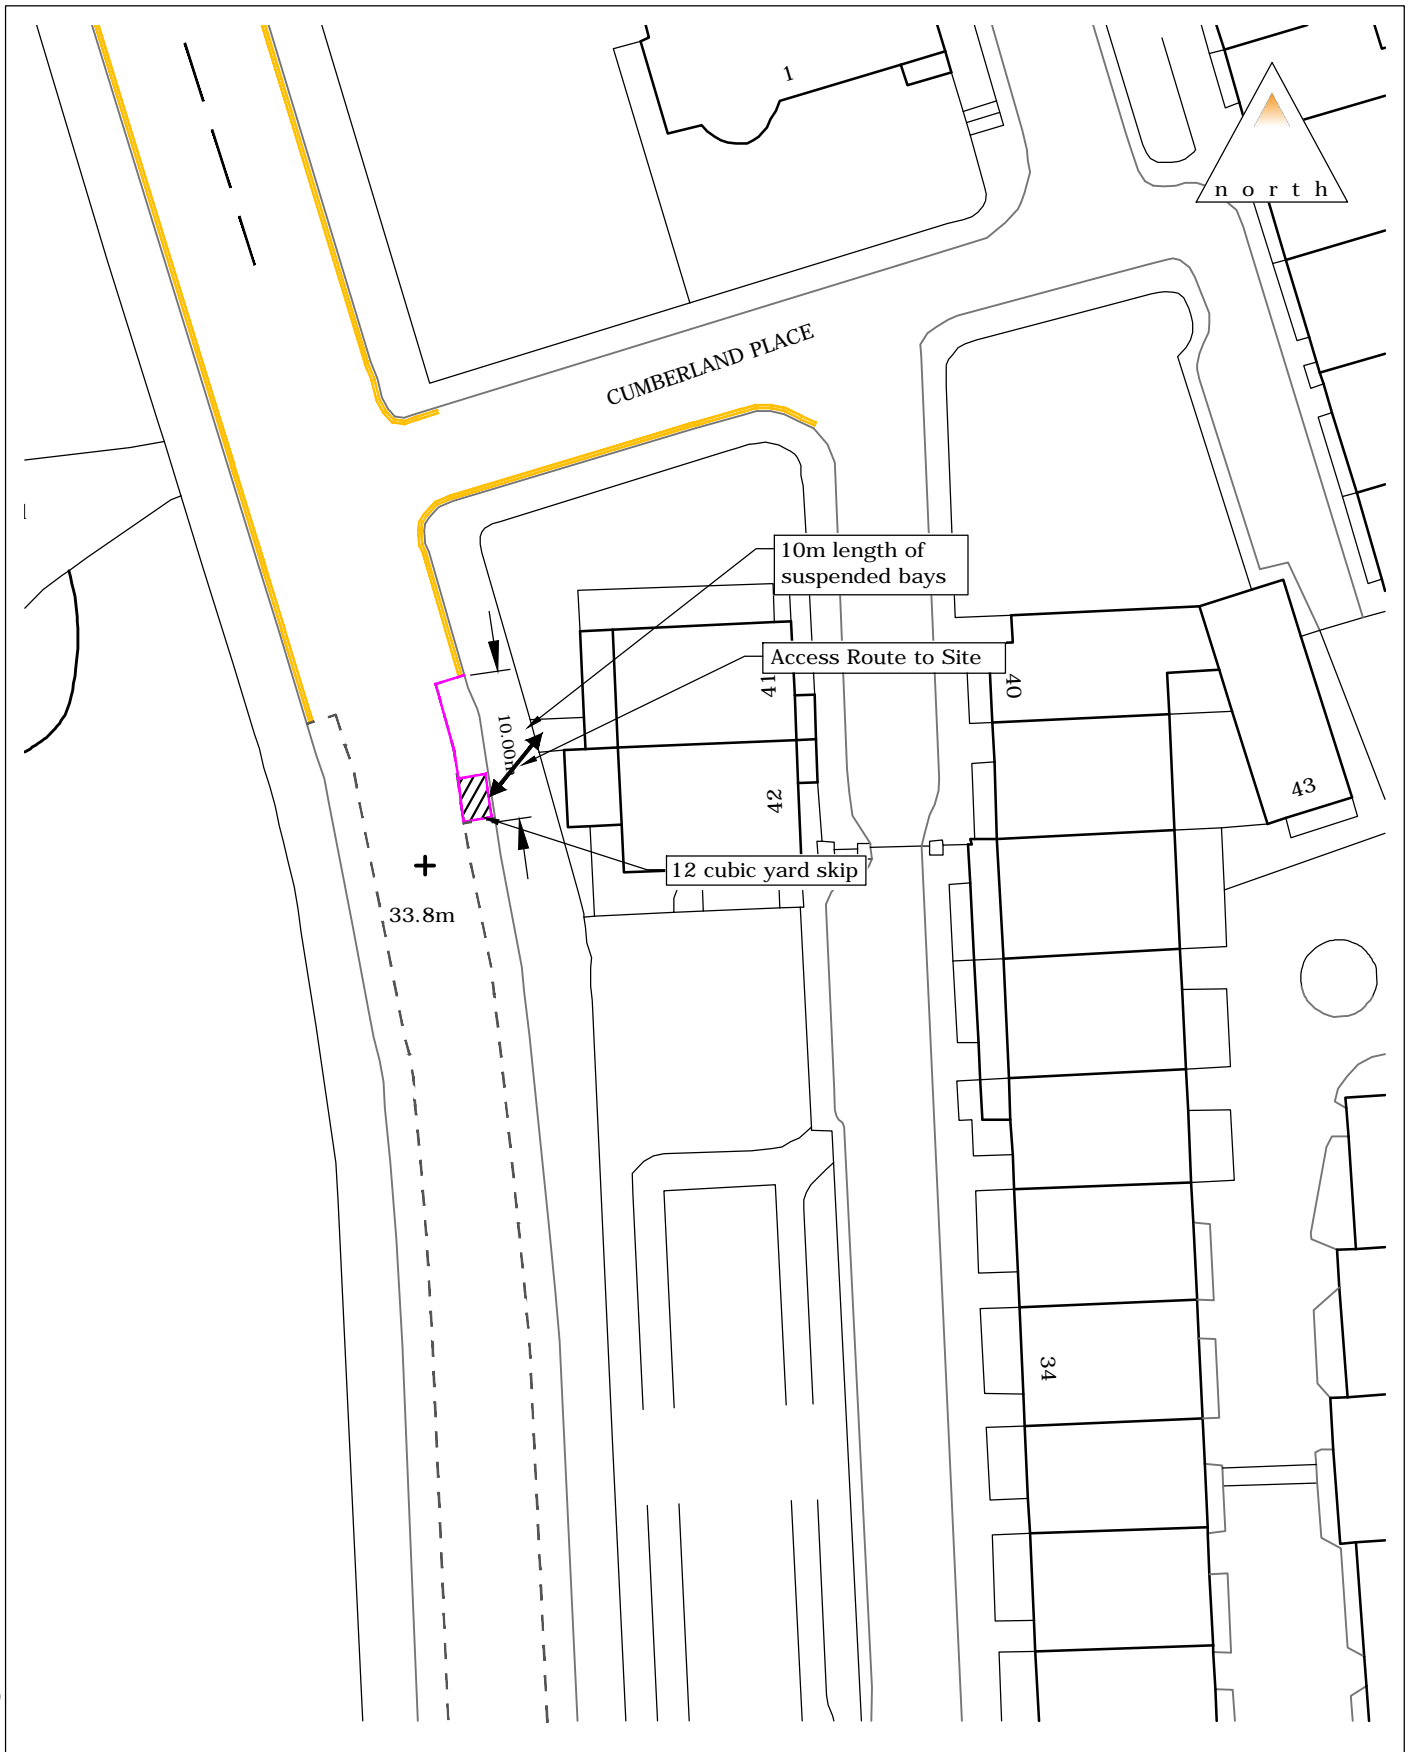 1
north
CUMBERLAND PLACE
10m length of
suspended bays
Access Route to Site
41
40
10.00m
42
43
12 cubic yard skip
33.8m
34